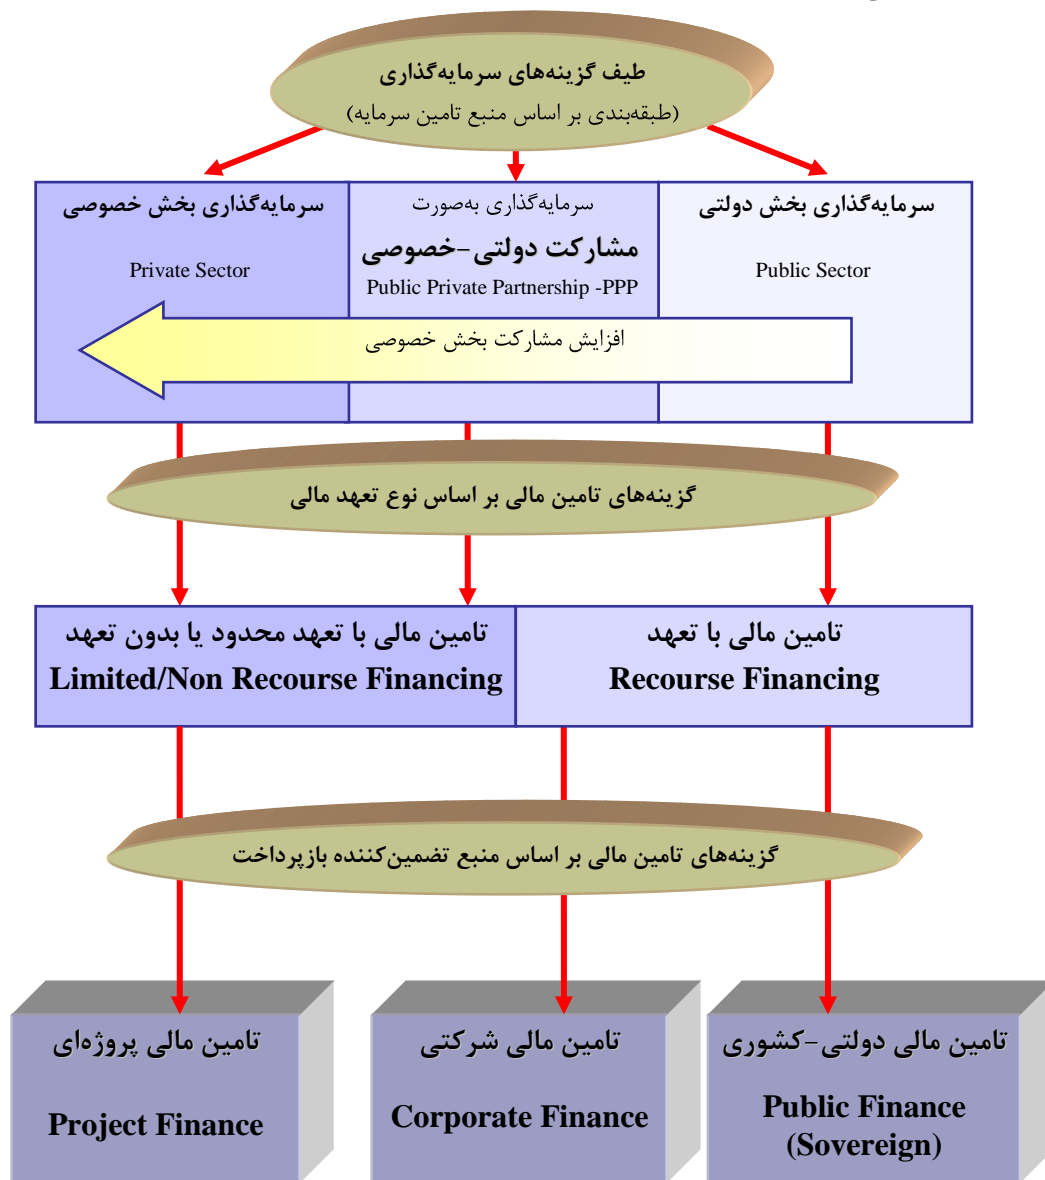 طیف گزینه‌های سرمایه‌گذاری
(طبقه‌بندی بر اساس منبع تامین سرمایه)
سرمایه‌گذاری بخش دولتی
Public Sector
سرمایه‌گذاری به‌صورت
مشارکت دولتی-خصوصی
Public Private Partnership -PPP
سرمایه‌گذاری بخش خصوصی
Private Sector
افزایش مشارکت بخش خصوصی
گزینه‌های تامین مالی بر اساس نوع تعهد مالی
تامین مالی با تعهد
Recourse Financing
تامین مالی با تعهد محدود یا بدون تعهد
Limited/Non Recourse Financing
گزینه‌های تامین مالی بر اساس منبع تضمین‌کننده بازپرداخت
تامین مالی دولتی-کشوری
Public Finance
(Sovereign)
تامین مالی شرکتی
Corporate Finance
تامین مالی پروژه‌ای
Project Finance